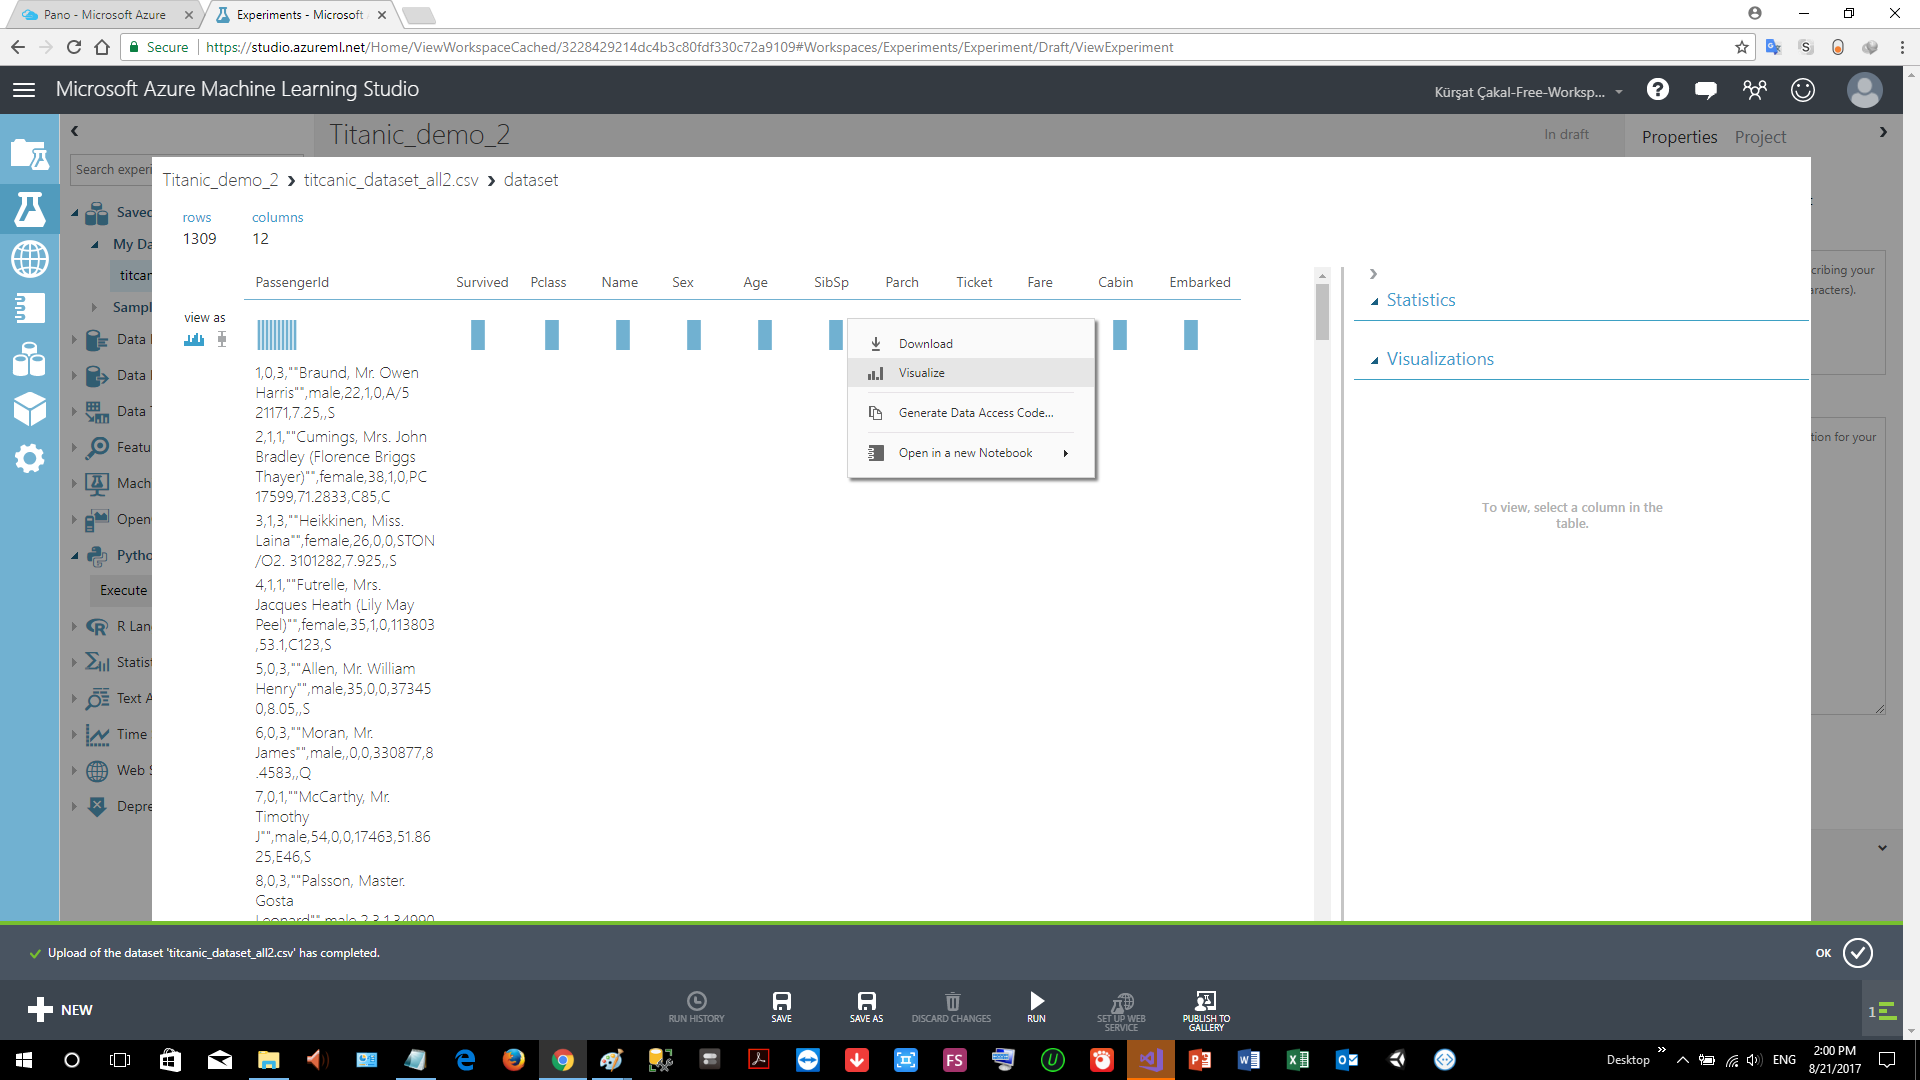 Pano - Microsoft Azure
Experiments - Microsoft
Secure
https://studio.azureml.net/Home/ViewWorkspaceCached/3228429214dc4b3c80fdf330c72a9109#Workspaces/Experiments/Experiment/Draft/ViewExperiment
Microsoft Azure Machine Learning Studio
Kürşat Çakal-Free-Worksp...
Titanic_demo_2
In draft
Properties
Project
Search experi
Titanic_demo_2 › titcanic_dataset_all2.csv › dataset
rows
columns
1309
12
Saved
My Da
titcan
Sampl
Data
Data
Data T
Featu
Mach
Open
Pytho
Execute
R Lan
Statist
Text A
Time
Web S
Depre
PassengerId Survived Pclass Name Sex Age SibSp Parch Ticket Fare Cabin Embarked
view as
1,0,3,""Braund, Mr. Owen
Harris"",male,22,1,0,A/5
21171,7.25,,S
2,1,1,""Cumings, Mrs. John
Bradley (Florence Briggs
Thayer)"",female,38,1,0,PC
17599,71.2833,C85,C
3,1,3,""Heikkinen, Miss.
Laina"",female,26,0,0,STON
/O2. 3101282,7.925,,S
4,1,1,""Futrelle, Mrs.
Jacques Heath (Lily May
Peel)"",female,35,1,0,113803
,53.1,C123,S
5,0,3,""Allen, Mr. William
Henry"",male,35,0,0,37345
0,8.05,,S
6,0,3,""Moran, Mr.
James"",male,,0,0,330877,8
.4583,,Q
7,0,1,""McCarthy, Mr.
Timothy
J"",male,54,0,0,17463,51.86
25,E46,S
8,0,3,""Palsson, Master.
Gosta
Leonard"",male,2,3,1,34990
Download
Visualize
Generate Data Access Code...
Open in a new Notebook
Statistics
Visualizations
To view, select a column in the
table.
cribing your
aracters).
tion for your
Upload of the dataset 'titcanic_dataset_all2.csv' has completed.
OK
NEW
RUN HISTORY
SAVE
SAVE AS
DISCARD CHANGES
RUN
SET UP WEB
SERVICE
PUBLISH TO
GALLERY
1
Desktop
ENG
2:00 PM
8/21/2017